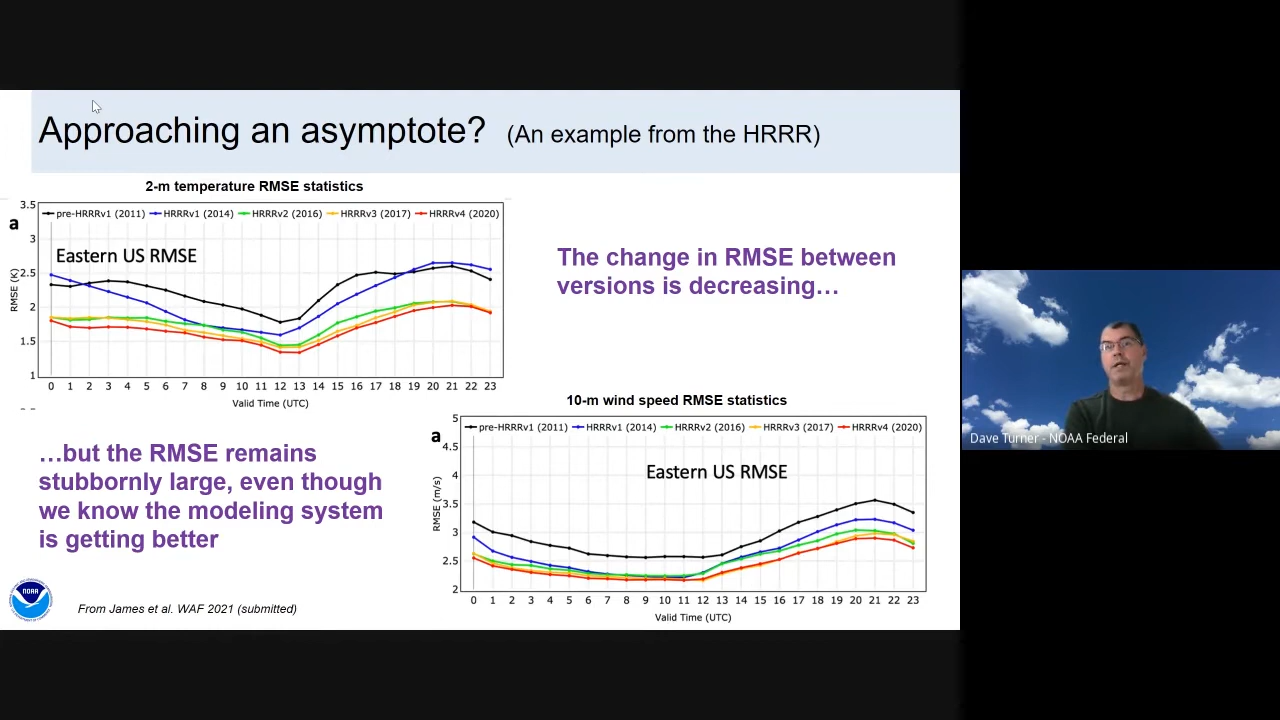 Approaching an asymptote? (An example from the HRRR)
2-m temperature RMSE statistics
a
pre-HRRRv1 (2011) HRRRv1 (2014) HRRRv2 (2016) HRRRv3 (2017) HRRRv4 (2020)
Eastern US RMSE
RMSE (K)
3.5
3
2.5
2
1.5
1
0 1 2 3 4 5 6 7 8 9 10 11 12 13 14 15 16 17 18 19 20 21 22 23
Valid Time (UTC)
The change in RMSE between
versions is decreasing…
…but the RMSE remains
stubbornly large, even though
we know the modeling system
is getting better
10-m wind speed RMSE statistics
a
pre-HRRRv1 (2011) HRRRv1 (2014) HRRRv2 (2016) HRRRv3 (2017) HRRRv4 (2020)
Eastern US RMSE
RMSE (m/s)
5
4.5
4
3.5
3
2.5
2
0 1 2 3 4 5 6 7 8 9 10 11 12 13 14 15 16 17 18 19 20 21 22 23
Valid Time (UTC)
NOAA
From James et al. WAF 2021 (submitted)
Dave Turner - NOAA Federal